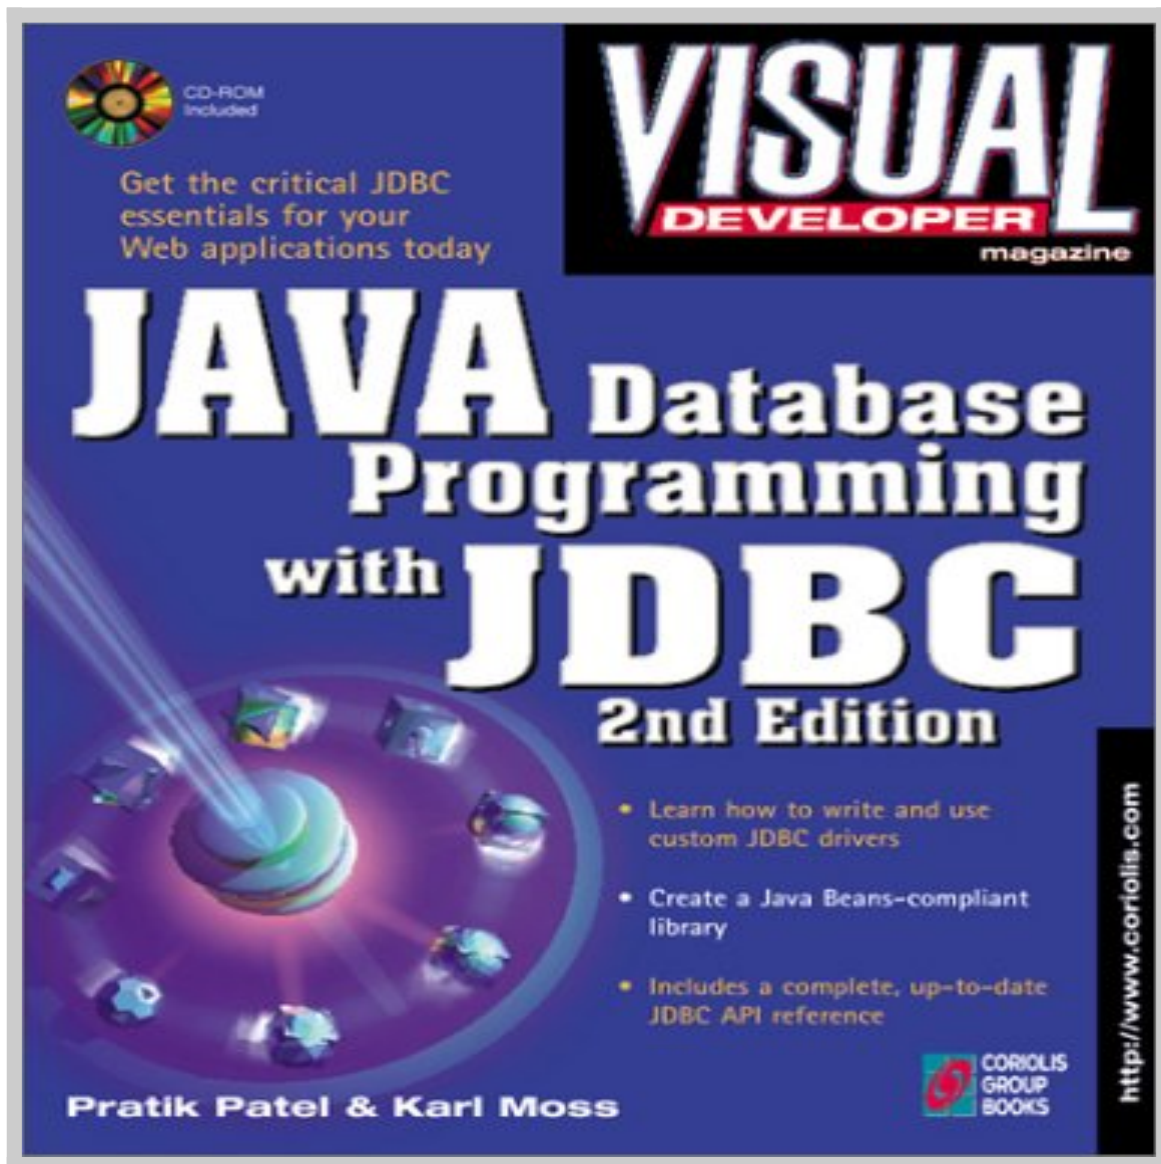 CD-ROM
Included
Get the critical JDBC
essentials for your
Web applications today
VISUAL
DEVELOPER
magazine
JAVA Database
Programming
with JDBC
2nd Edition
• Learn how to write and use
custom JDBC drivers
• Create a Java Beans-compliant
library
• Includes a complete, up-to-date
JDBC API reference
http://www.coriolis.com
CORIOLIS
GROUP
BOOKS
Pratik Patel & Karl Moss